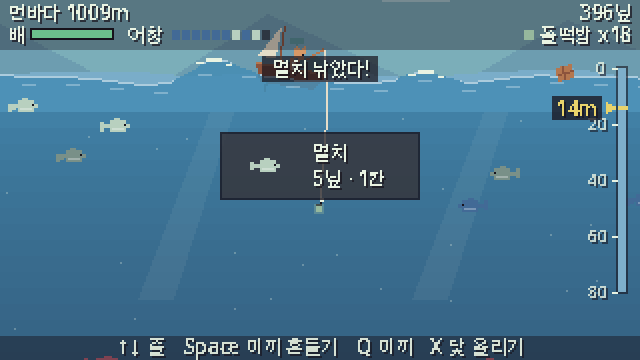 먼바다 1009m
396닢
배
어창
돌떡밥 x18
멸치 낚았다!
0
14m
20
멸치
5닢 · 1칸
40
60
80
↑↓ 줄 Space 미끼 흔들기 Q 미끼 X 닻 올리기